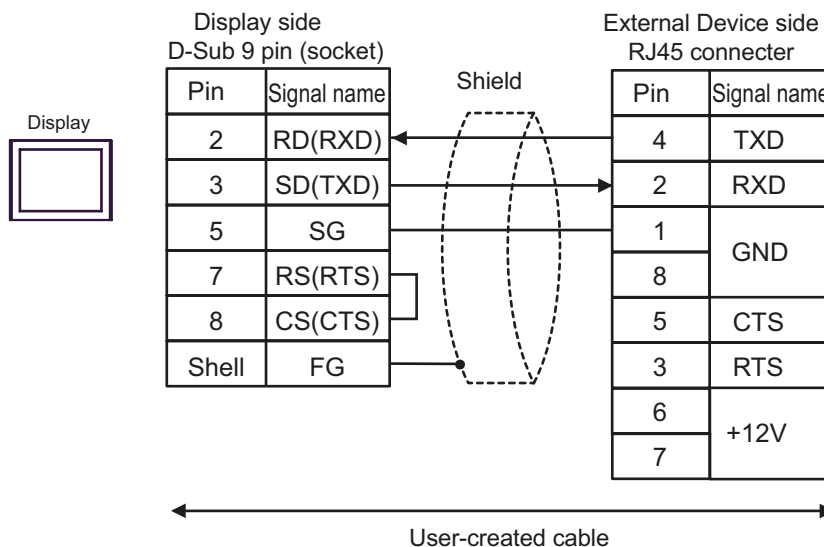 Display side
D-Sub 9 pin (socket)
External Device side
RJ45 connecter
Display
Shield
Pin Signal name
2 RD(RXD)
3 SD(TXD)
5 SG
7 RS(RTS)
8 CS(CTS)
Shell FG
Pin Signal name
4 TXD
2 RXD
1
GND
8
5 CTS
3 RTS
6
+12V
7
User-created cable